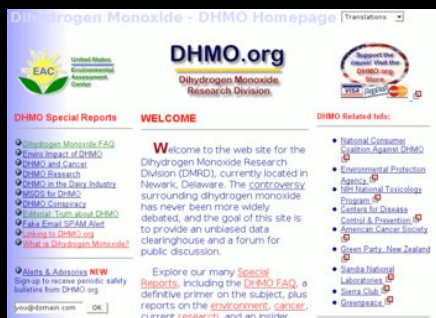 Dihydrogen Monoxide - DHMO Homepage
Translations
EAC
United States
Environmental
Assessment
Center
DHMO.org
Dihydrogen Monoxide
Research Division
Support the
cause! Visit the
DHMO.org
Store.
VISA
PayPal
DHMO Special Reports
Dihydrogen Monoxide FAQ
Enviro Impact of DHMO
DHMO and Cancer
DHMO Research
DHMO in the Dairy Industry
MSDS for DHMO
DHMO Conspiracy
Editorial: Truth about DHMO
Fake Email SPAM Alert
Linking to DHMO.org
What is Dihydrogen Monoxide?
Alerts & Advisories NEW
Sign-up to receive periodic safety
bulletins from DHMO.org:
you@domain.com OK
WELCOME
Welcome to the web site for the
Dihydrogen Monoxide Research
Division (DMRD), currently located in
Newark, Delaware. The controversy
surrounding dihydrogen monoxide
has never been more widely
debated, and the goal of this site is
to provide an unbiased data
clearinghouse and a forum for
public discussion.
Explore our many Special
Reports, including the DHMO FAQ, a
definitive primer on the subject, plus
reports on the environment, cancer,
current research, and an insider
DHMO Related Info:
National Consumer
Coalition Against DHMO
Environmental Protection
Agency
NIH National Toxicology
Program
Centers for Disease
Control & Prevention
American Cancer Society
Green Party, New Zealand
Sandia National
Laboratories
Sierra Club
Greenpeace